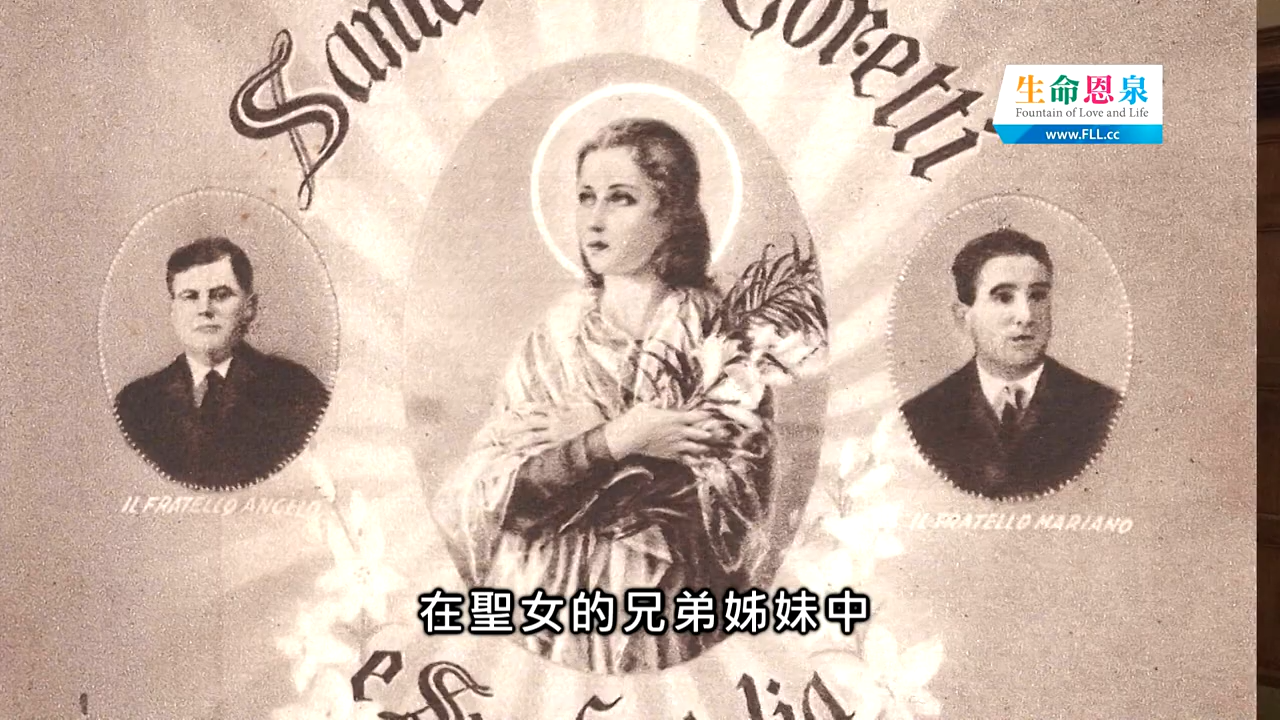 Santa Goretti
生命恩泉
Fountain of Love and Life
www.FLL.cc
IL FRATELLO ANGELO
IL FRATELLO MARIANO
在聖女的兄弟姊妹中